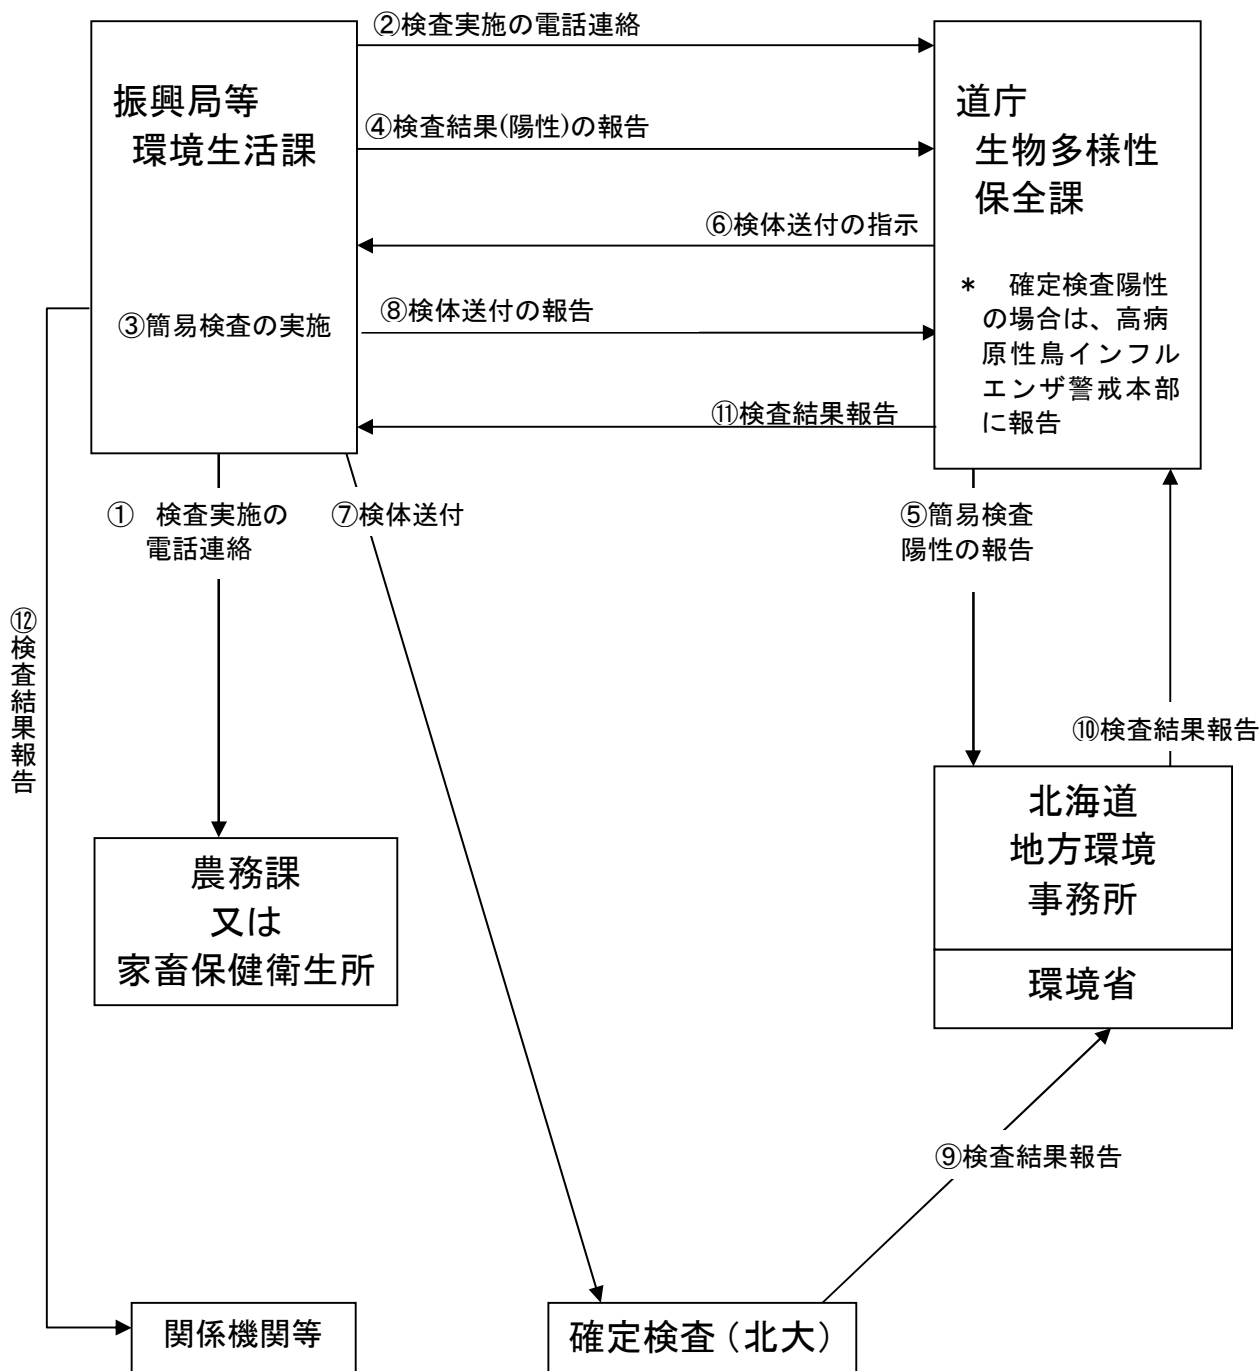 ②検査実施の電話連絡
振興局等
環境生活課
道庁
生物多様性
保全課
④検査結果(陽性)の報告
⑥検体送付の指示
③簡易検査の実施
⑧検体送付の報告
* 確定検査陽性
の場合は、高病
原性鳥インフル
エンザ警戒本部
に報告
⑪検査結果報告
① 検査実施の
電話連絡
⑦検体送付
⑤簡易検査
陽性の報告
⑫検査結果報告
⑩検査結果報告
農務課
又は
家畜保健衛生所
北海道
地方環境
事務所
環境省
⑨検査結果報告
関係機関等
確定検査(北大)